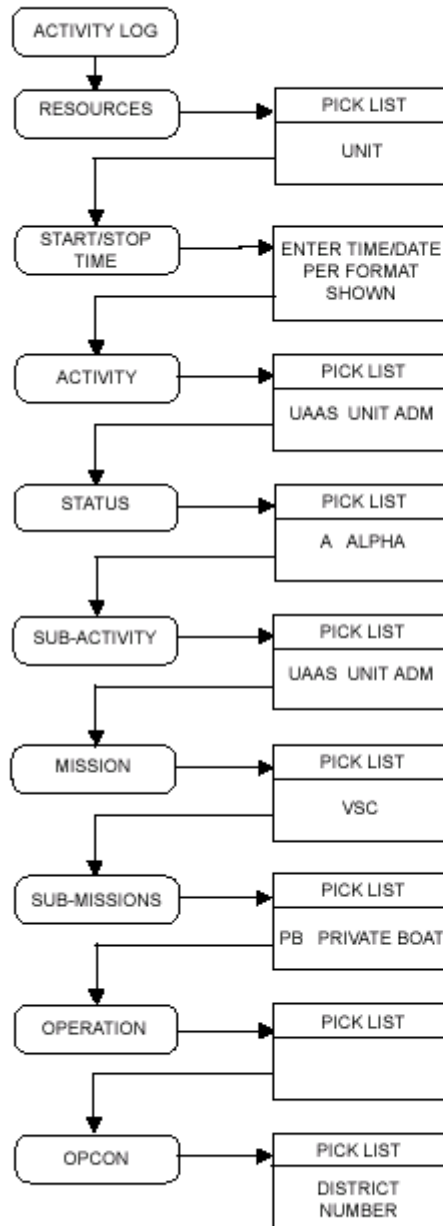 ACTIVITY LOG
RESOURCES
PICK LIST
UNIT
START/STOP
TIME
ENTER TIME/DATE
PER FORMAT
SHOWN
ACTIVITY
PICK LIST
UAAS UNIT ADM
STATUS
PICK LIST
A ALPHA
SUB-ACTIVITY
PICK LIST
UAAS UNIT ADM
MISSION
PICK LIST
VSC
SUB-MISSIONS
PICK LIST
PB PRIVATE BOAT
OPERATION
PICK LIST
OPCON
PICK LIST
DISTRICT
NUMBER